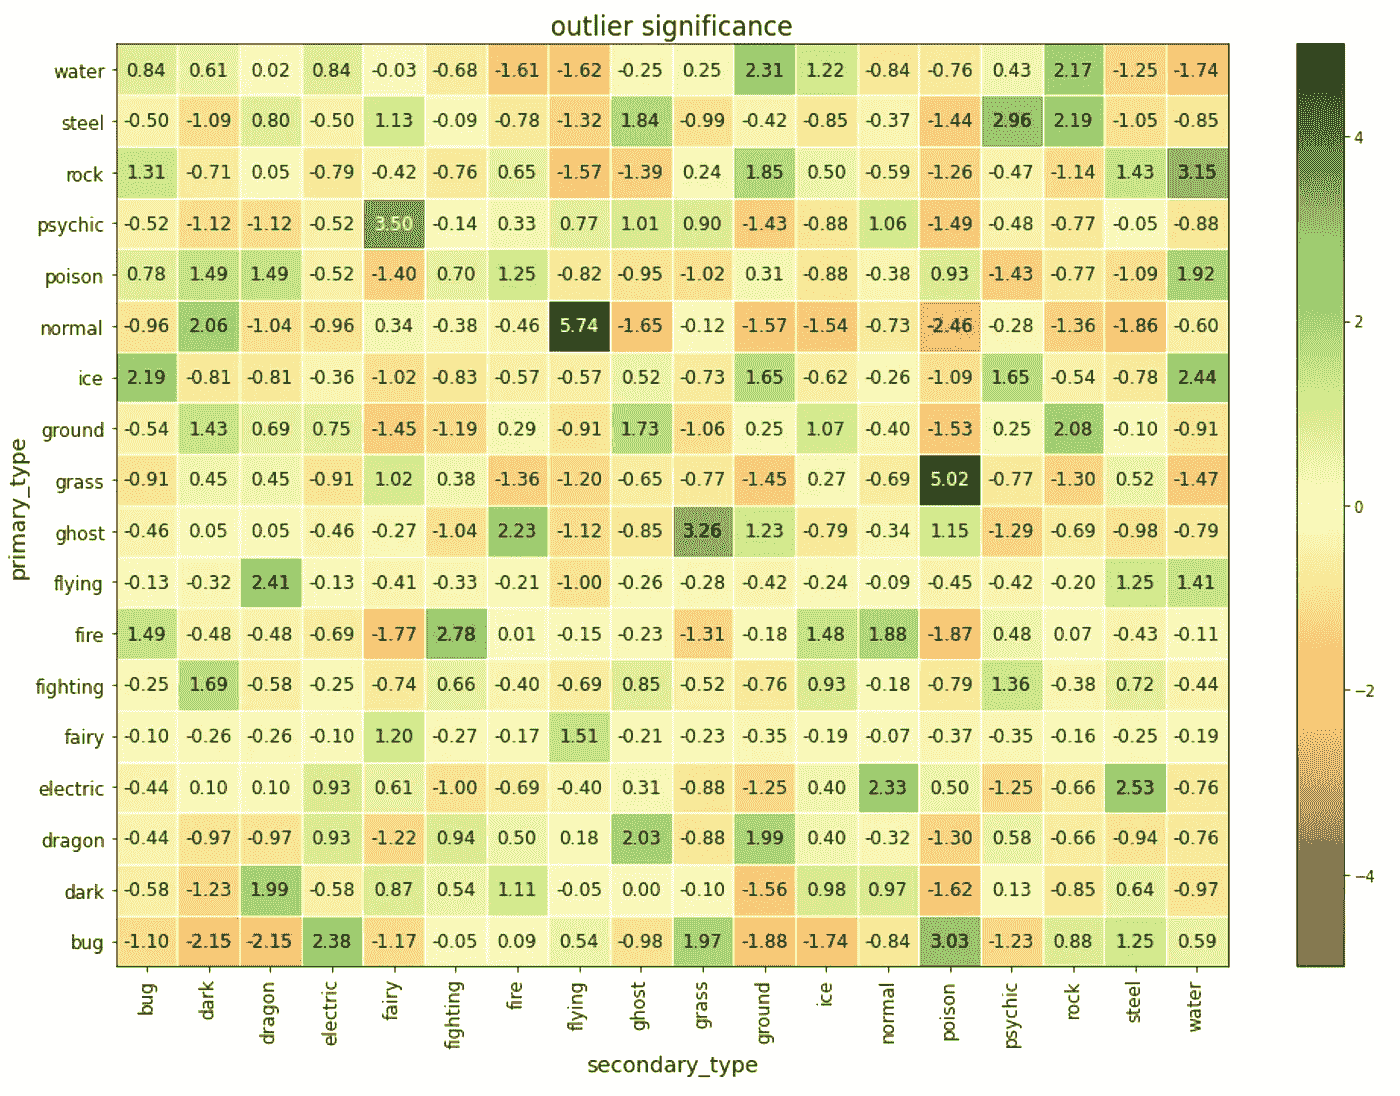 outlier significance
water 0.84 0.61 0.02 0.84 -0.03 -0.68 -1.61 -1.62 -0.25 0.25 2.31 1.22 -0.84 -0.76 0.43 2.17 -1.25 -1.74
steel -0.50 -1.09 0.80 -0.50 1.13 -0.09 -0.78 -1.32 1.84 -0.99 -0.42 -0.85 -0.37 -1.44 2.96 2.19 -1.05 -0.85
4
rock 1.31 -0.71 0.05 -0.79 -0.42 -0.76 0.65 -1.57 -1.39 0.24 1.85 0.50 -0.59 -1.26 -0.47 -1.14 1.43 3.15
psychic -0.52 -1.12 -1.12 -0.52 3.50 -0.14 0.33 0.77 1.01 0.90 -1.43 -0.88 1.06 -1.49 -0.48 -0.77 -0.05 -0.88
poison 0.78 1.49 1.49 -0.52 -1.40 0.70 1.25 -0.82 -0.95 -1.02 0.31 -0.88 -0.38 0.93 -1.43 -0.77 -1.09 1.92
2
normal -0.96 2.06 -1.04 -0.96 0.34 -0.38 -0.46 5.74 -1.65 -0.12 -1.57 -1.54 -0.73 -2.46 -0.28 -1.36 -1.86 -0.60
ice 2.19 -0.81 -0.81 -0.36 -1.02 -0.83 -0.57 -0.57 0.52 -0.73 1.65 -0.62 -0.26 -1.09 1.65 -0.54 -0.78 2.44
ground -0.54 1.43 0.69 0.75 -1.45 -1.19 0.29 -0.91 1.73 -1.06 0.25 1.07 -0.40 -1.53 0.25 2.08 -0.10 -0.91
grass -0.91 0.45 0.45 -0.91 1.02 0.38 -1.36 -1.20 -0.65 -0.77 -1.45 0.27 -0.69 5.02 -0.77 -1.30 0.52 -1.47
primary_type
0
ghost -0.46 0.05 0.05 -0.46 -0.27 -1.04 2.23 -1.12 -0.85 3.26 1.23 -0.79 -0.34 1.15 -1.29 -0.69 -0.98 -0.79
flying -0.13 -0.32 2.41 -0.13 -0.41 -0.33 -0.21 -1.00 -0.26 -0.28 -0.42 -0.24 -0.09 -0.45 -0.42 -0.20 1.25 1.41
fire 1.49 -0.48 -0.48 -0.69 -1.77 2.78 0.01 -0.15 -0.23 -1.31 -0.18 1.48 1.88 -1.87 0.48 0.07 -0.43 -0.11
fighting -0.25 1.69 -0.58 -0.25 -0.74 0.66 -0.40 -0.69 0.85 -0.52 -0.76 0.93 -0.18 -0.79 1.36 -0.38 0.72 -0.44
−2
fairy -0.10 -0.26 -0.26 -0.10 1.20 -0.27 -0.17 1.51 -0.21 -0.23 -0.35 -0.19 -0.07 -0.37 -0.35 -0.16 -0.25 -0.19
electric -0.44 0.10 0.10 0.93 0.61 -1.00 -0.69 -0.40 0.31 -0.88 -1.25 0.40 2.33 0.50 -1.25 -0.66 2.53 -0.76
dragon -0.44 -0.97 -0.97 0.93 -1.22 0.94 0.50 0.18 2.03 -0.88 1.99 0.40 -0.32 -1.30 0.58 -0.66 -0.94 -0.76
−4
dark -0.58 -1.23 1.99 -0.58 0.87 0.54 1.11 -0.05 0.00 -0.10 -1.56 0.98 0.97 -1.62 0.13 -0.85 0.64 -0.97
bug -1.10 -2.15 -2.15 2.38 -1.17 -0.05 0.09 0.54 -0.98 1.97 -1.88 -1.74 -0.84 3.03 -1.23 0.88 1.25 0.59
bug dark dragon electric fairy fighting fire flying ghost grass ground ice normal poison psychic rock steel water
secondary_type